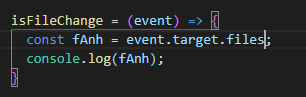 isFileChange = (event) => {
const fAnh = event.target.files;
console.log(fAnh);
}